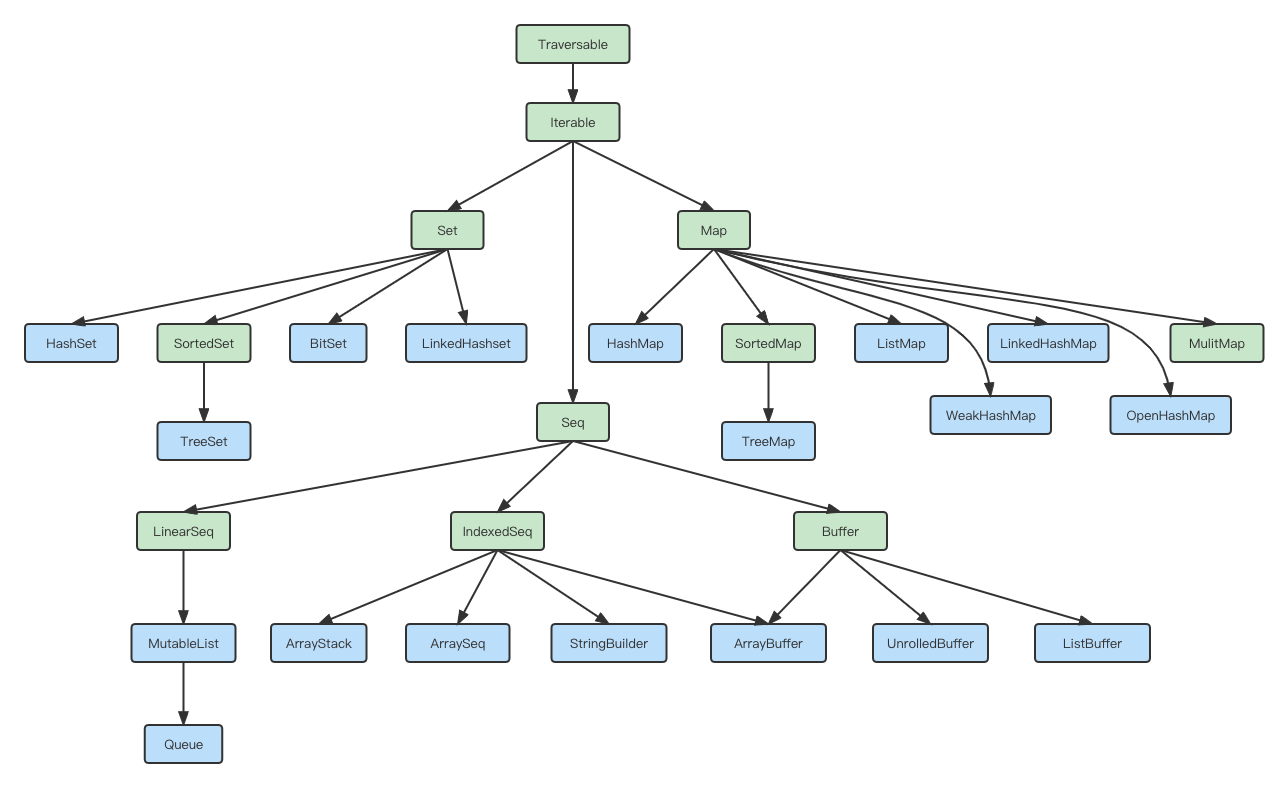 Traversable
Iterable
Set
Map
HashSet
SortedSet
BitSet
LinkedHashset
HashMap
SortedMap
ListMap
LinkedHashMap
MulitMap
WeakHashMap
OpenHashMap
Seq
TreeSet
TreeMap
LinearSeq
IndexedSeq
Buffer
MutableList
ArrayStack
ArraySeq
StringBuilder
ArrayBuffer
UnrolledBuffer
ListBuffer
Queue